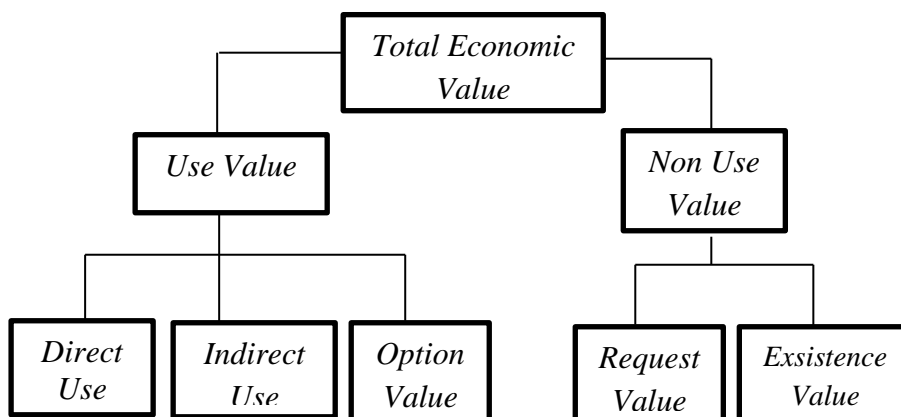 Total Economic
Value
Use Value
Non Use
Value
Direct
Use
Indirect
Use
Option
Value
Request
Value
Exsistence
Value